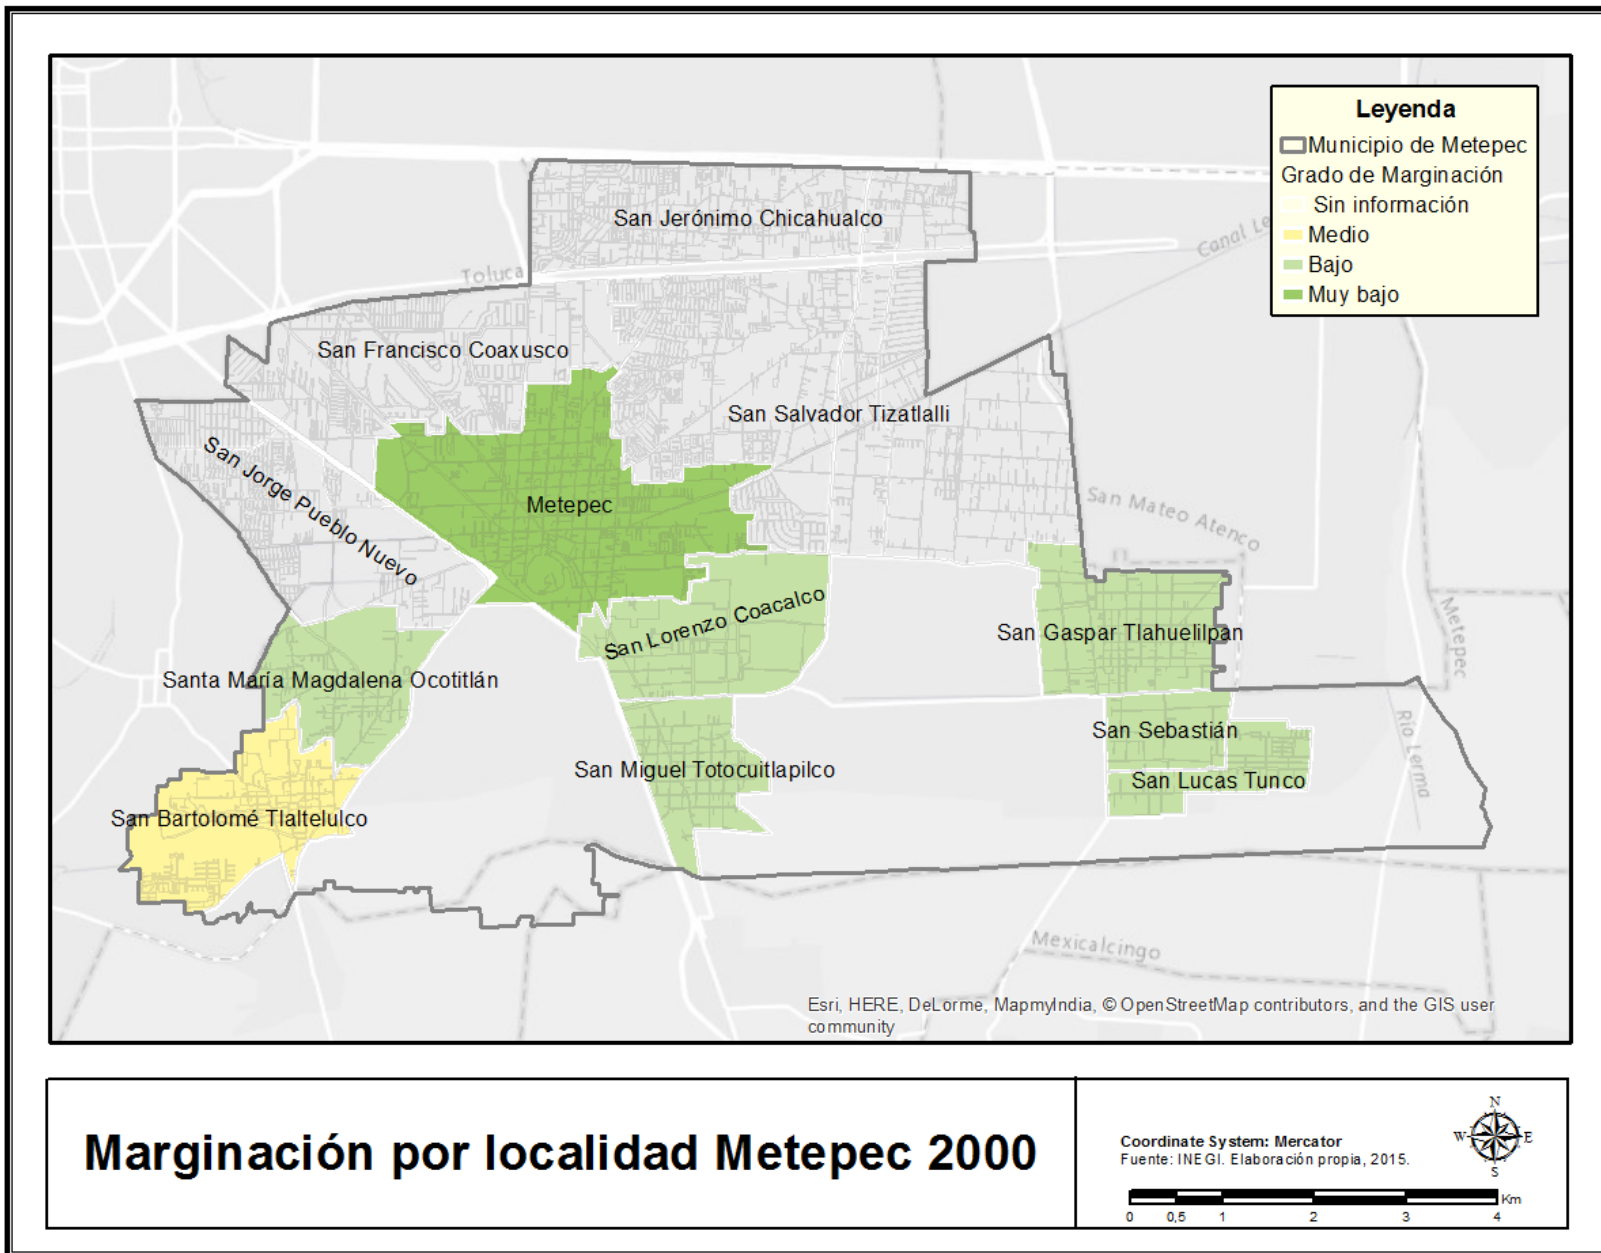 Leyenda
Municipio de Metepec
Grado de Marginación
Sin información
Medio
Bajo
Muy bajo
San Jerónimo Chicahualco
Canal Le
Toluca
San Francisco Coaxusco
San Salvador Tizatlalli
San Jorge Pueblo Nuevo
Metepec
San Mateo Atenco
San Lorenzo Coacalco
San Gaspar Tlahuelilpan
Metepec
Santa María Magdalena Ocotitlán
San Sebastián
Río Lerma
San Miguel Totocuitlapilco
San Lucas Tunco
San Bartolomé Tlaltelulco
Mexicalcingo
Esri, HERE, DeLorme, MapmyIndia, © OpenStreetMap contributors, and the GIS user
community
Marginación por localidad Metepec 2000
Coordinate System: Mercator
Fuente: INEGI. Elaboración propia, 2015.
N
W E
S
Km
0 0,5 1 2 3 4